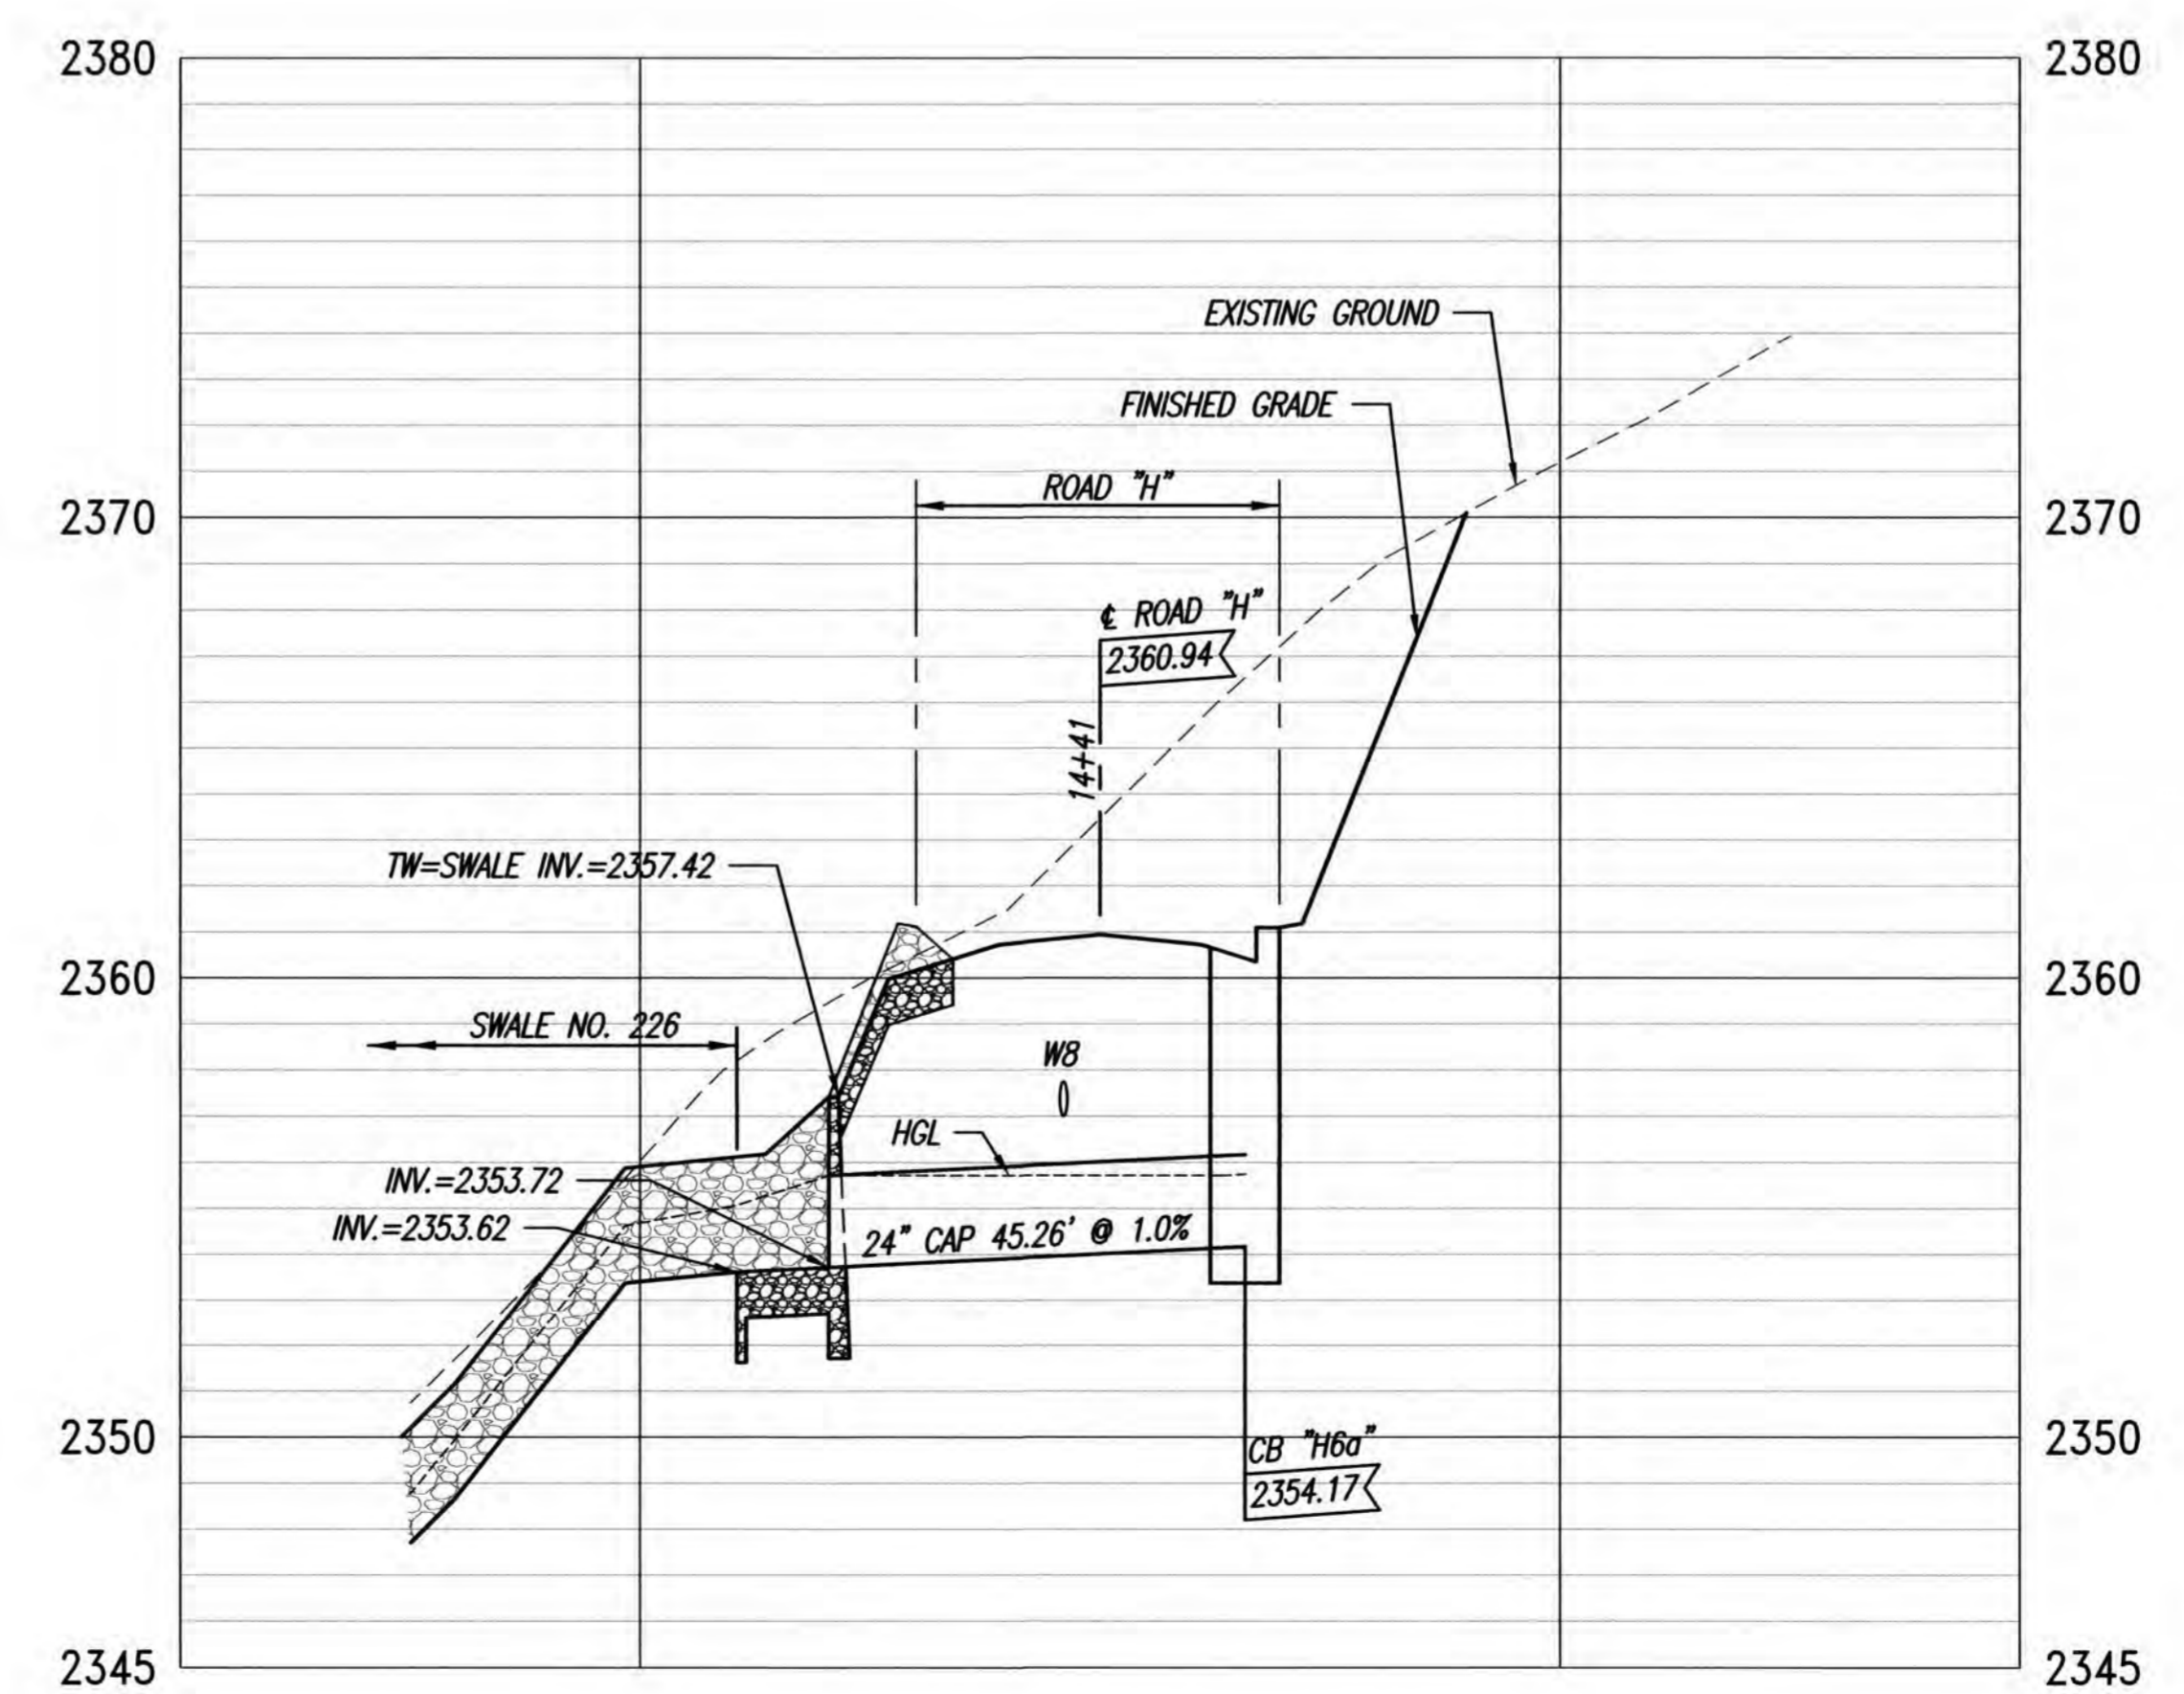 2380
2380
EXISTING GROUND
FINISHED GRADE
ROAD "H"
2370
2370
℄ ROAD "H"
2360.94
14+41
TW=SWALE INV.=2357.42
2360
2360
SWALE NO. 226
W8
HGL
INV.=2353.72
INV.=2353.62
24" CAP 45.26' @ 1.0%
2350
2350
CB "H6a"
2354.17
2345
2345